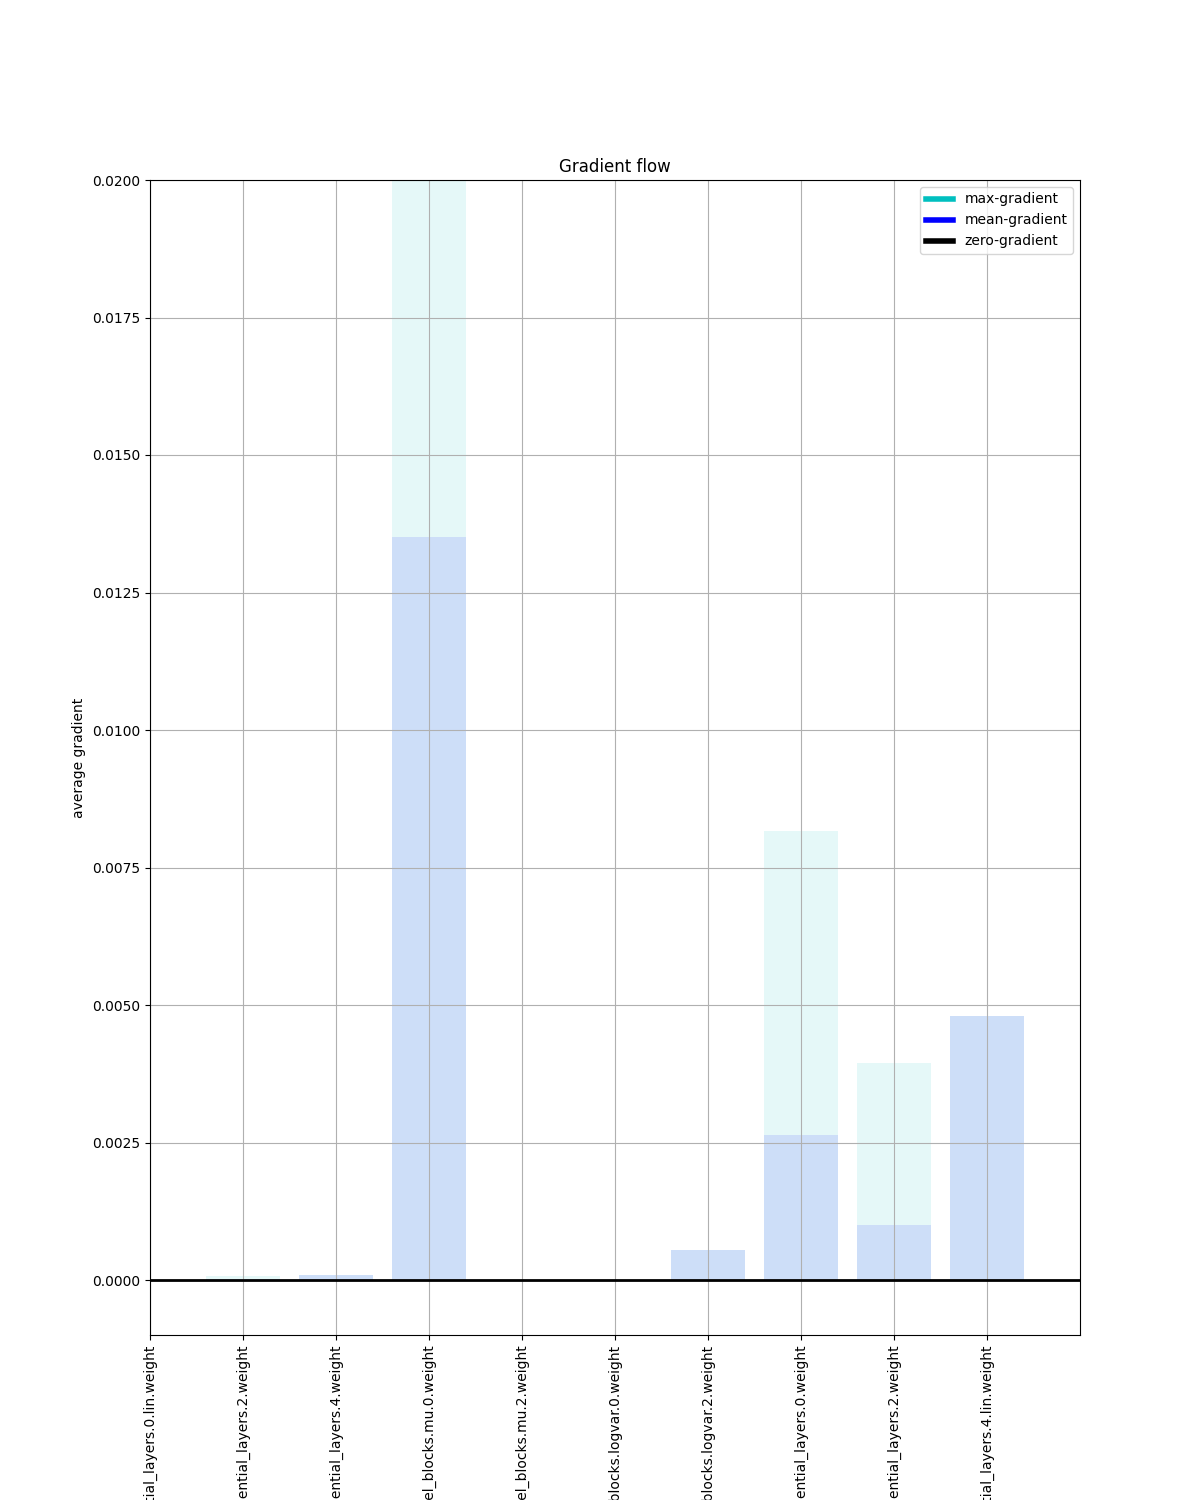 Gradient flow
max-gradient
mean-gradient
zero-gradient
average gradient
0.0200
0.0175
0.0150
0.0125
0.0100
0.0075
0.0050
0.0025
0.0000
tial_layers.0.lin.weight
ential_layers.2.weight
ential_layers.4.weight
el_blocks.mu.0.weight
el_blocks.mu.2.weight
blocks.logvar.0.weight
blocks.logvar.2.weight
ential_layers.0.weight
ential_layers.2.weight
tial_layers.4.lin.weight